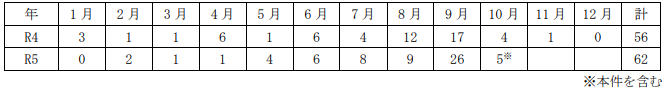 年 1月 2月 3月 4月 5月 6月 7月 8月 9月 10月 11月 12月 計
R4 3 1 1 6 1 6 4 12 17 4 1 0 56
R5 0 2 1 1 4 6 8 9 26 5※ 62
※本件を含む